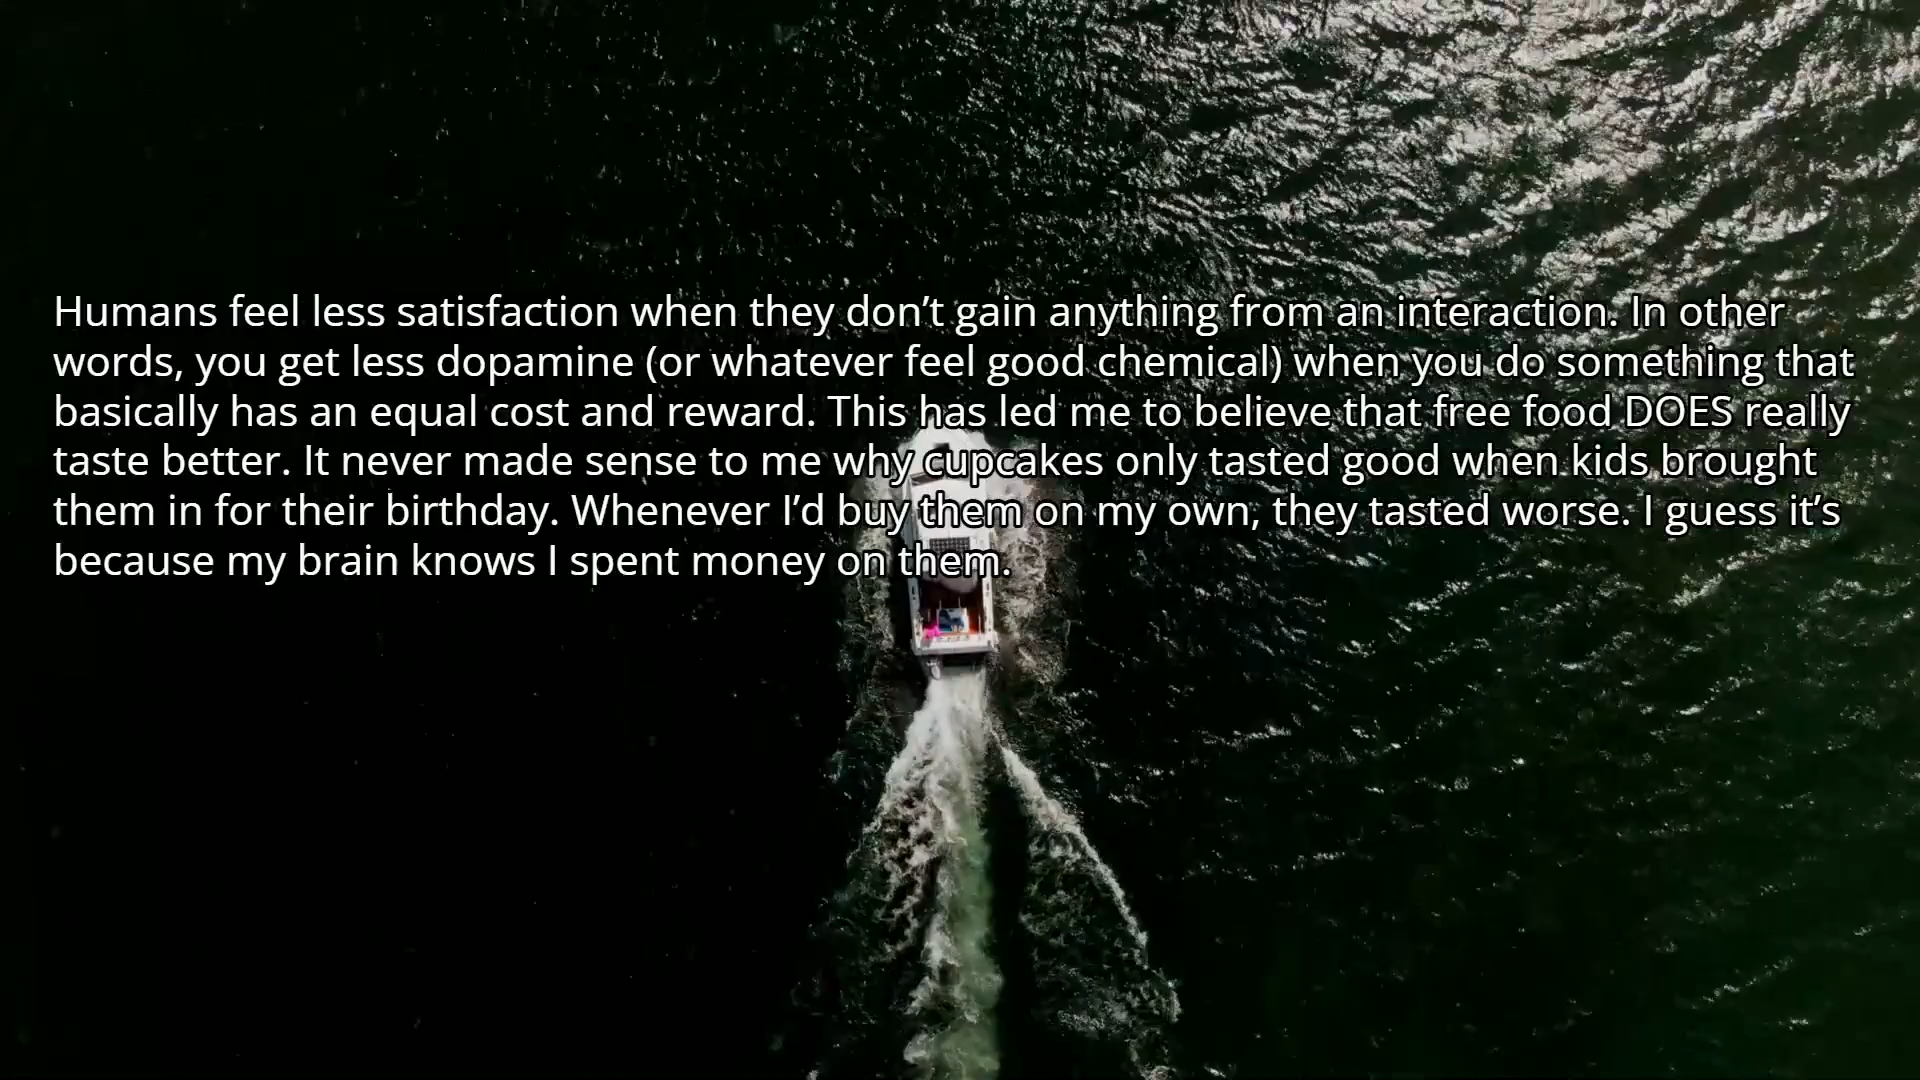 Humans feel less satisfaction when they don’t gain anything from an interaction. In other
words, you get less dopamine (or whatever feel good chemical) when you do something that
basically has an equal cost and reward. This has led me to believe that free food DOES really
taste better. It never made sense to me why cupcakes only tasted good when kids brought
them in for their birthday. Whenever I’d buy them on my own, they tasted worse. I guess it’s
because my brain knows I spent money on them.